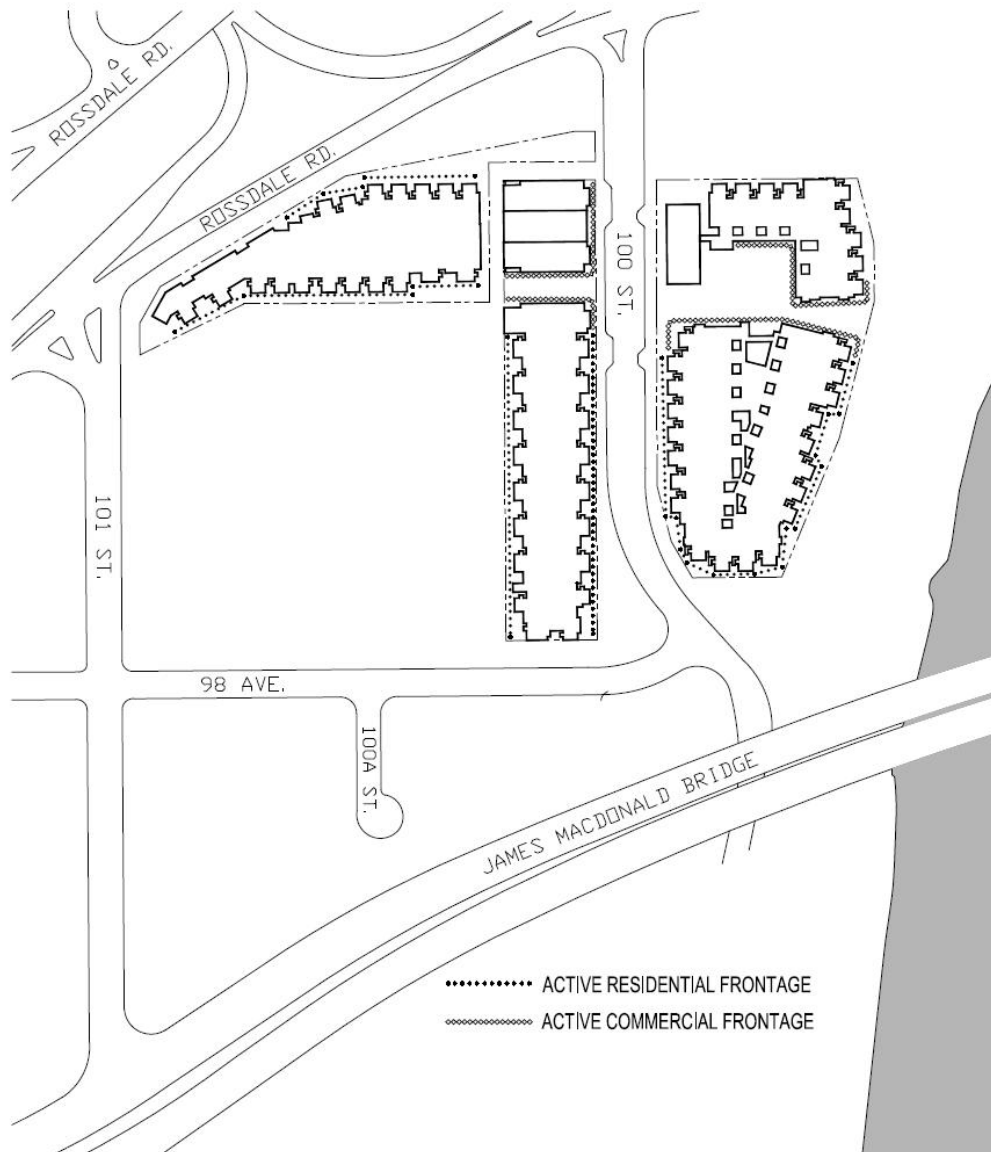 ROSSDALE RD.
ROSSDALE RD.
100 ST.
101 ST.
98 AVE.
100A ST.
JAMES MACDONALD BRIDGE
ACTIVE RESIDENTIAL FRONTAGE
ACTIVE COMMERCIAL FRONTAGE